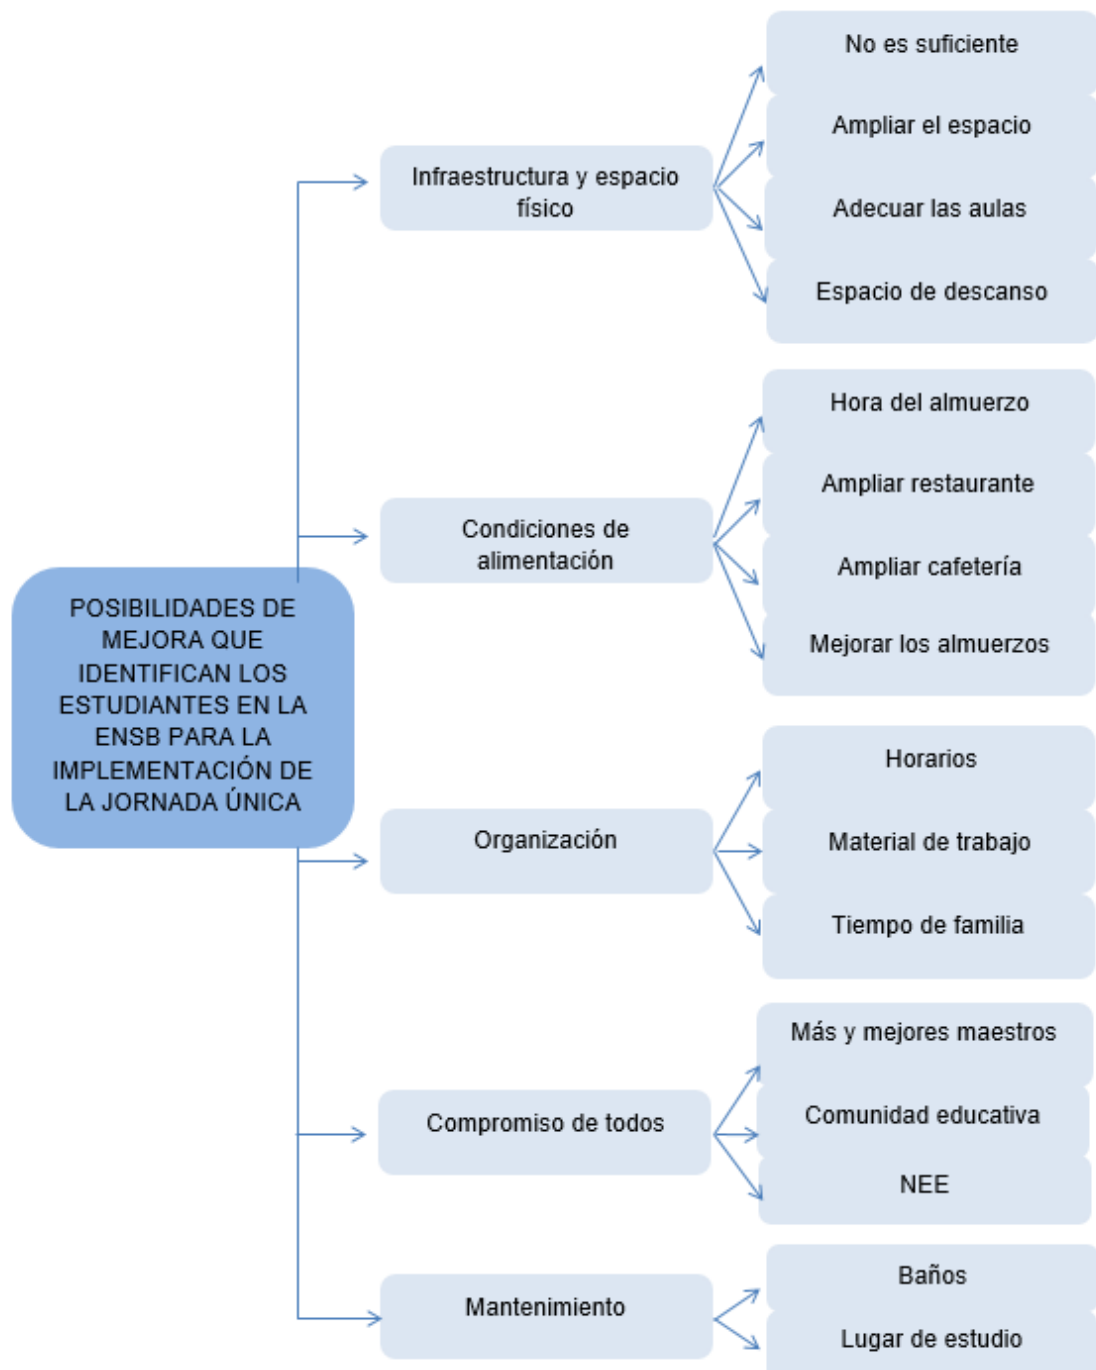 POSIBILIDADES DE
MEJORA QUE
IDENTIFICAN LOS
ESTUDIANTES EN LA
ENSB PARA LA
IMPLEMENTACIÓN DE
LA JORNADA ÚNICA
Infraestructura y espacio
físico
No es suficiente
Ampliar el espacio
Adecuar las aulas
Espacio de descanso
Condiciones de
alimentación
Hora del almuerzo
Ampliar restaurante
Ampliar cafetería
Mejorar los almuerzos
Organización
Horarios
Material de trabajo
Tiempo de familia
Compromiso de todos
Más y mejores maestros
Comunidad educativa
NEE
Mantenimiento
Baños
Lugar de estudio